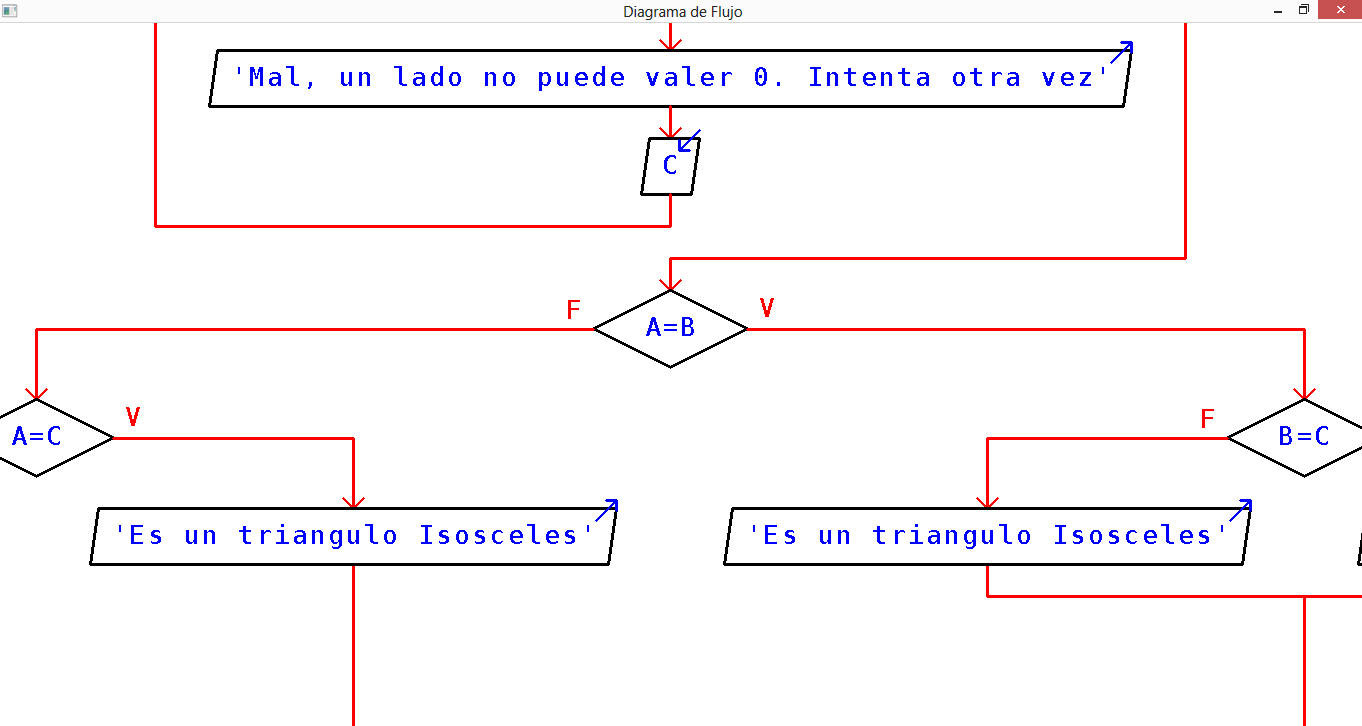 Diagrama de Flujo
'Mal, un lado no puede valer 0. Intenta otra vez'
C
F
V
A=B
V
F
A=C
B=C
'Es un triangulo Isosceles'
'Es un triangulo Isosceles'